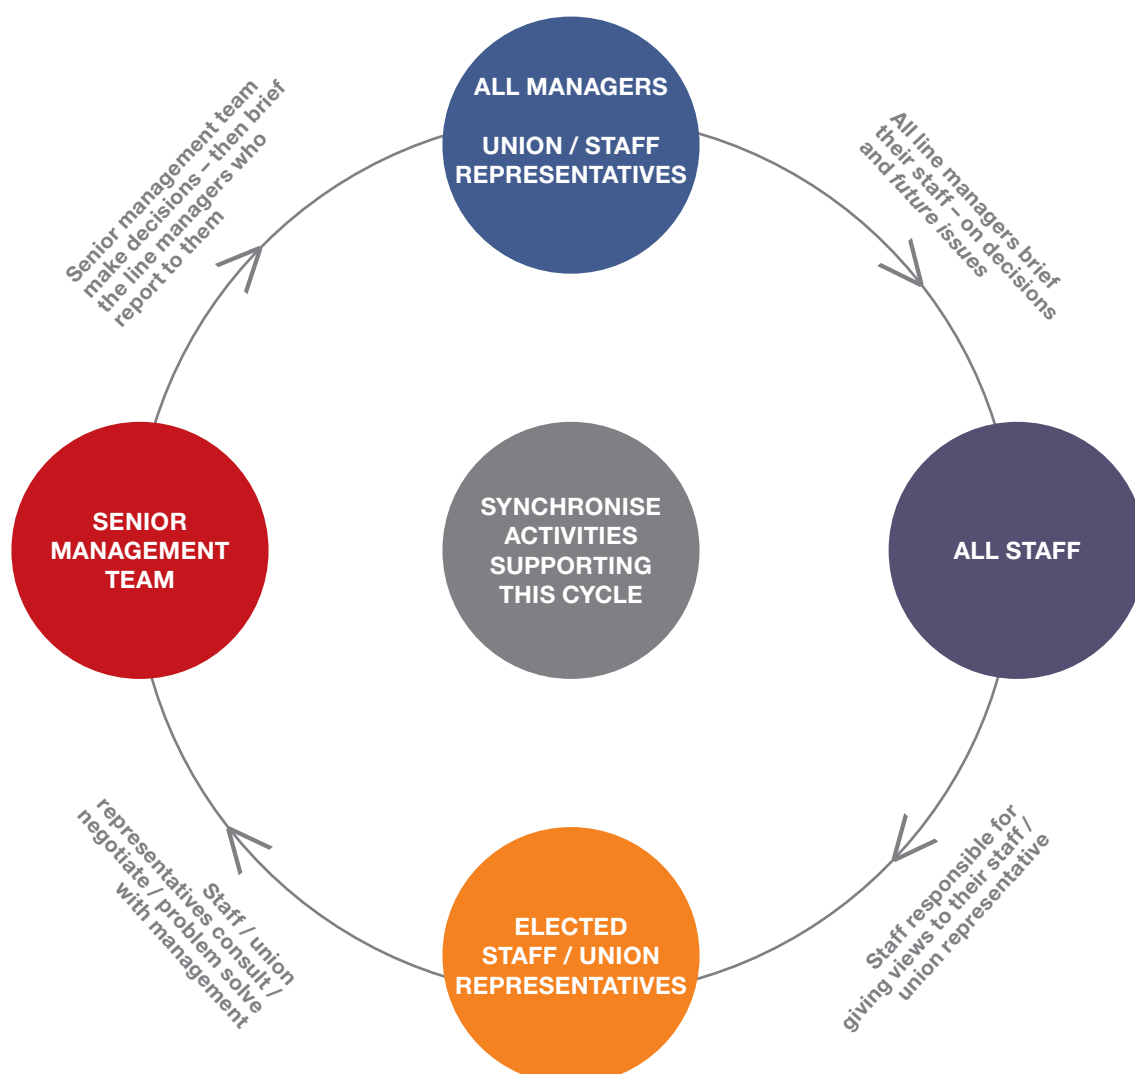 ALL MANAGERS
UNION / STAFF
REPRESENTATIVES
Senior management team
make decisions – then brief
the line managers who
report to them
All line managers brief
their staff – on decisions
and future issues
SENIOR
MANAGEMENT
TEAM
SYNCHRONISE
ACTIVITIES
SUPPORTING
THIS CYCLE
ALL STAFF
Staff / union
representatives consult /
negotiate / problem solve
with management
ELECTED
STAFF / UNION
REPRESENTATIVES
Staff responsible for
giving views to their staff /
union representative